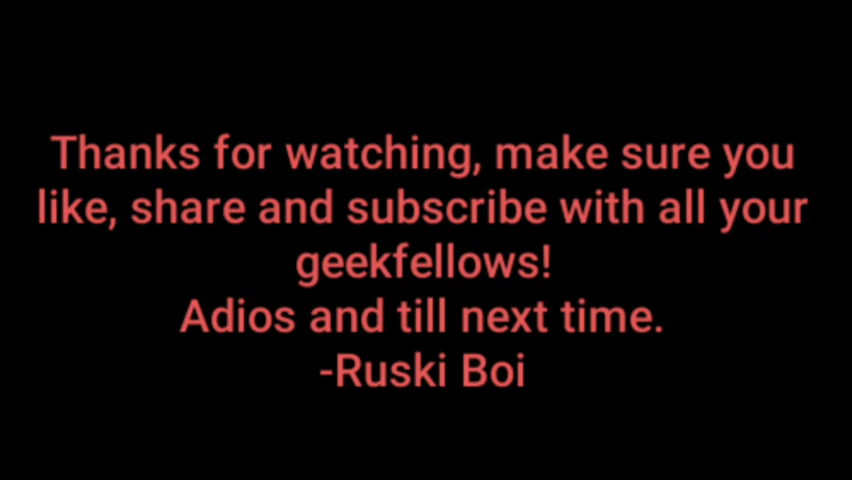 Thanks for watching, make sure you
like, share and subscribe with all your
geekfellows!
Adios and till next time.
-Ruski Boi